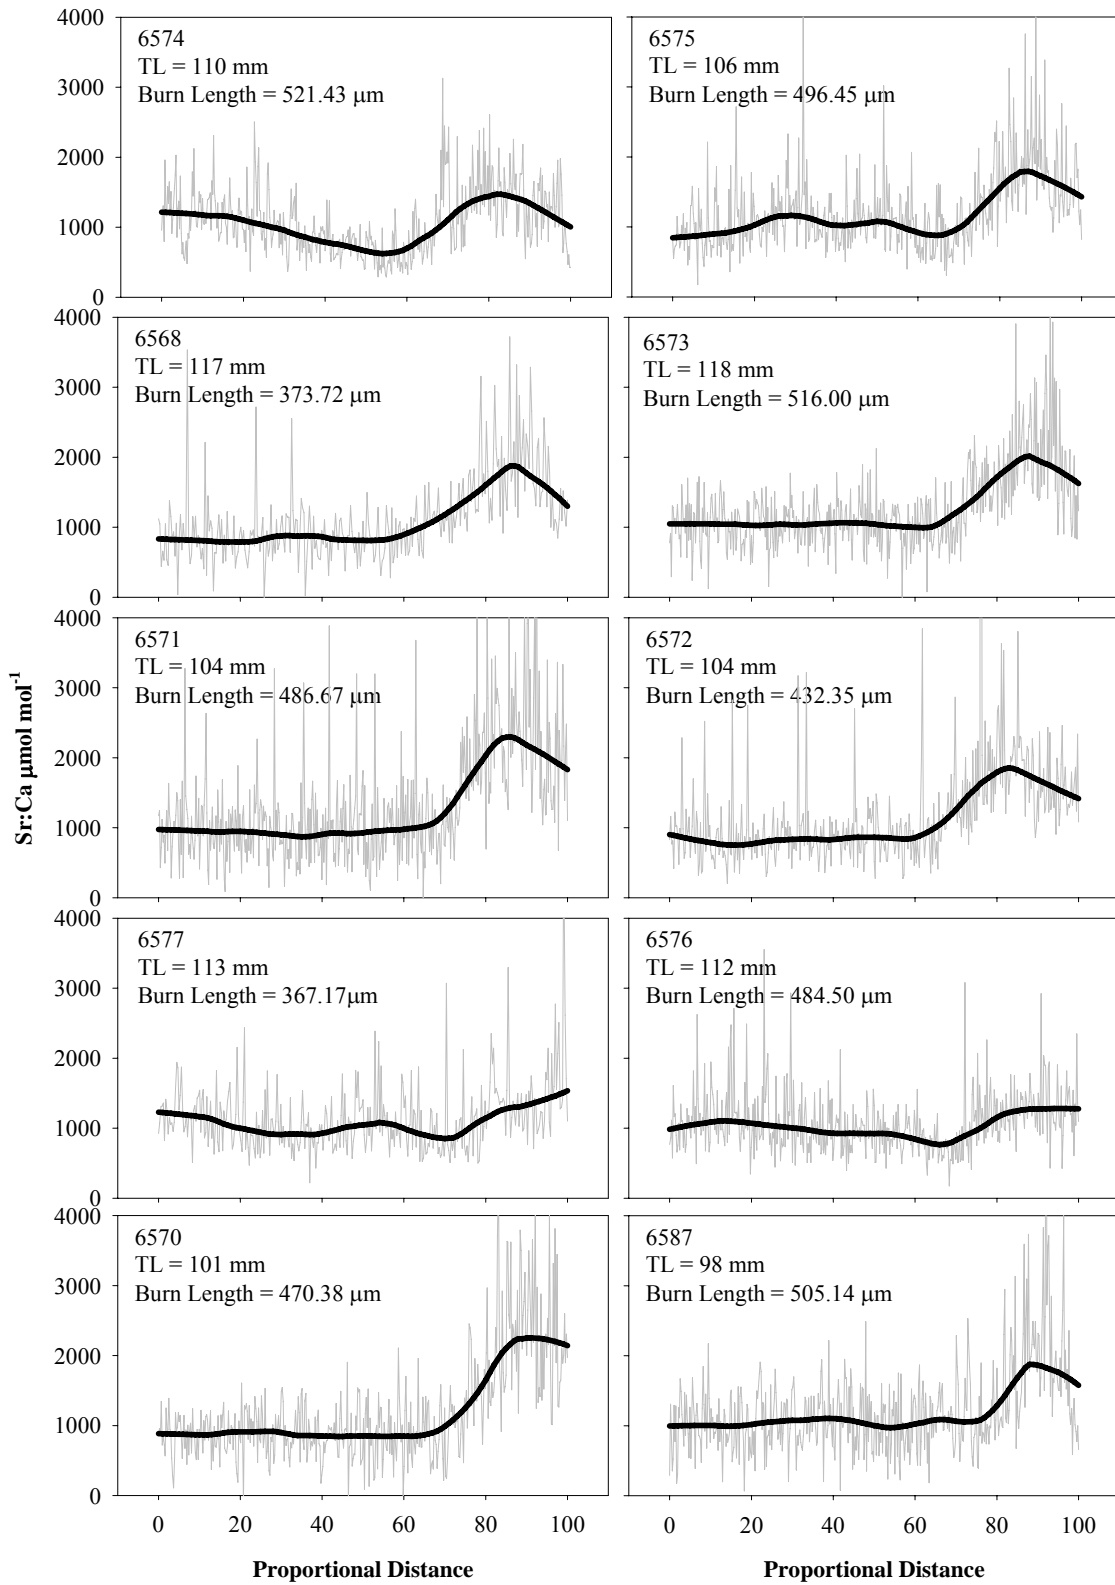 4000
3000
2000
1000
0
6574
TL = 110 mm
Burn Length = 521.43 μm
6575
TL = 106 mm
Burn Length = 496.45 μm
4000
3000
2000
1000
0
6568
TL = 117 mm
Burn Length = 373.72 μm
6573
TL = 118 mm
Burn Length = 516.00 μm
Sr:Ca μmol mol⁻¹
4000
3000
2000
1000
0
6571
TL = 104 mm
Burn Length = 486.67 μm
6572
TL = 104 mm
Burn Length = 432.35 μm
4000
3000
2000
1000
0
6577
TL = 113 mm
Burn Length = 367.17μm
6576
TL = 112 mm
Burn Length = 484.50 μm
4000
3000
2000
1000
0
6570
TL = 101 mm
Burn Length = 470.38 μm
6587
TL = 98 mm
Burn Length = 505.14 μm
0 20 40 60 80 100
0 20 40 60 80 100
Proportional Distance
Proportional Distance